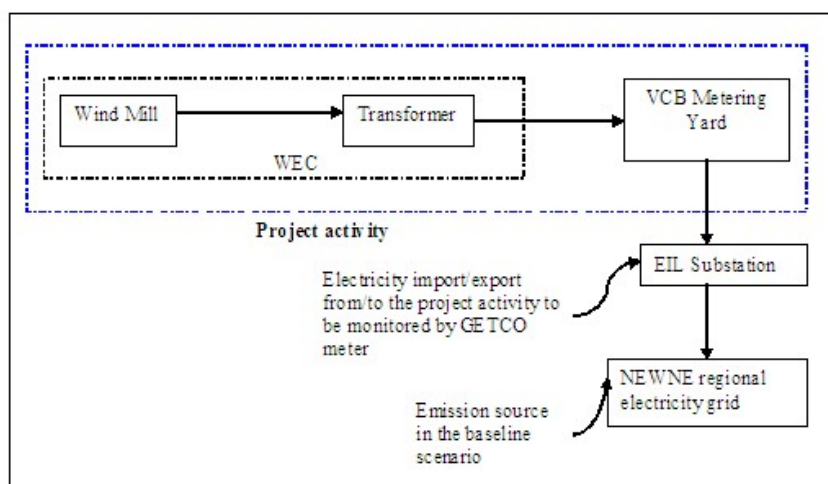 Wind Mill
Transformer
VCB Metering
Yard
WEC
Project activity
EIL Substation
Electricity import/export
from/to the project activity to
be monitored by GETCO
meter
NEWNE regional
electricity grid
Emission source
in the baseline
scenario